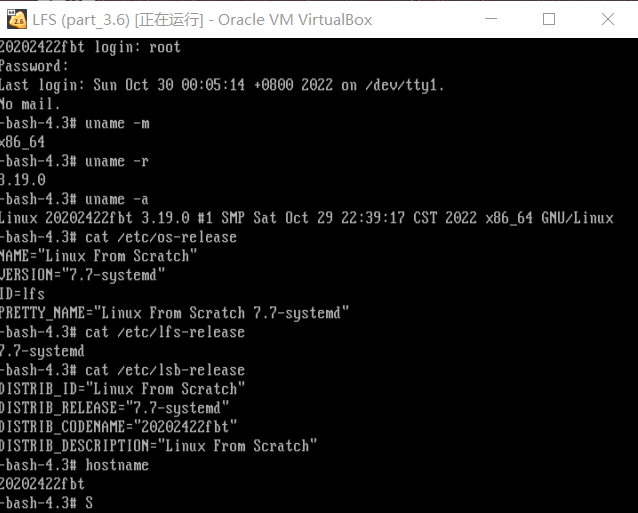 LFS (part_3.6) [正在运行] - Oracle VM VirtualBox
20202422fbt login: root
Password:
Last login: Sun Oct 30 00:05:14 +0800 2022 on /dev/tty1.
No mail.
-bash-4.3# uname -m
x86_64
-bash-4.3# uname -r
3.19.0
-bash-4.3# uname -a
Linux 20202422fbt 3.19.0 #1 SMP Sat Oct 29 22:39:17 CST 2022 x86_64 GNU/Linux
-bash-4.3# cat /etc/os-release
NAME="Linux From Scratch"
VERSION="7.7-systemd"
ID=lfs
PRETTY_NAME="Linux From Scratch 7.7-systemd"
-bash-4.3# cat /etc/lfs-release
7.7-systemd
-bash-4.3# cat /etc/lsb-release
DISTRIB_ID="Linux From Scratch"
DISTRIB_RELEASE="7.7-systemd"
DISTRIB_CODENAME="20202422fbt"
DISTRIB_DESCRIPTION="Linux From Scratch"
-bash-4.3# hostname
20202422fbt
-bash-4.3# S